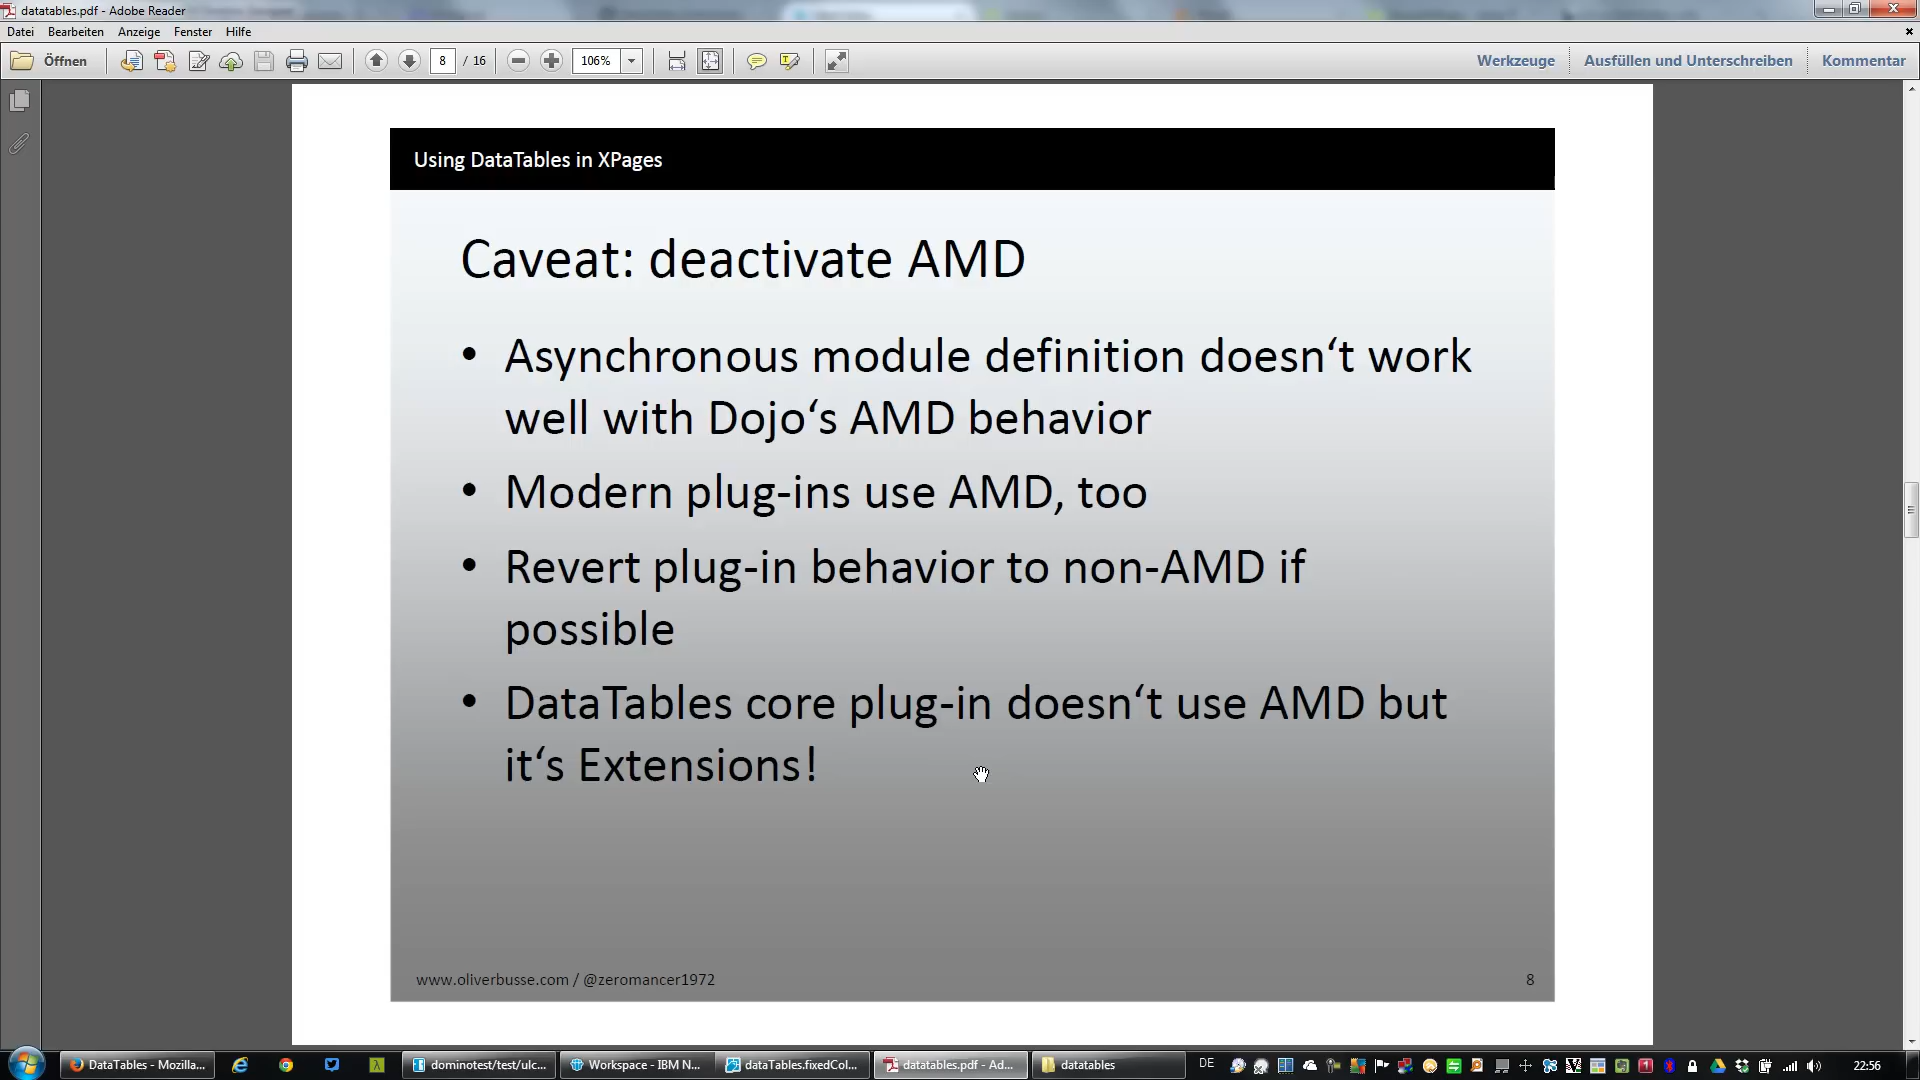 datatables.pdf - Adobe Reader
Datei Bearbeiten Anzeige Fenster Hilfe
Öffnen 8 / 16 106% Werkzeuge Ausfüllen und Unterschreiben Kommentar
Using DataTables in XPages
Caveat: deactivate AMD
• Asynchronous module definition doesn‘t work
well with Dojo‘s AMD behavior
• Modern plug-ins use AMD, too
• Revert plug-in behavior to non-AMD if
possible
• DataTables core plug-in doesn‘t use AMD but
it‘s Extensions!
www.oliverbusse.com / @zeromancer1972 8
DataTables - Mozilla... dominotest/test/ulc... Workspace - IBM N... dataTables.fixedCol... datatables.pdf - Ad... datatables DE 22:56